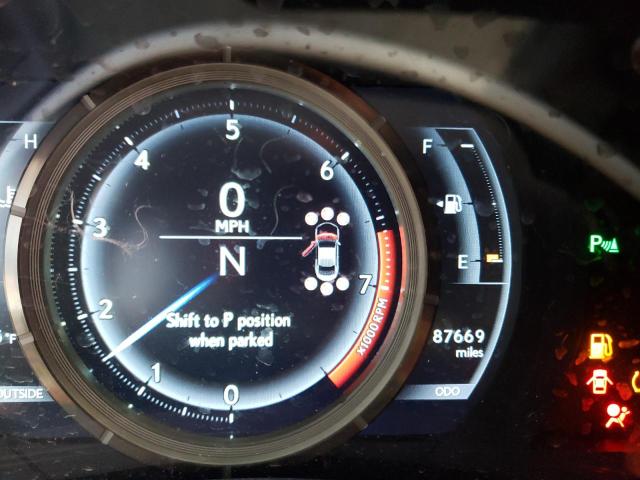 H
F
5
4
6
0
MPH
3
N
E
7
2
Shift to P position
when parked
x1000RPM
87669
miles
1
0
°F
OUTSIDE
ODO
P